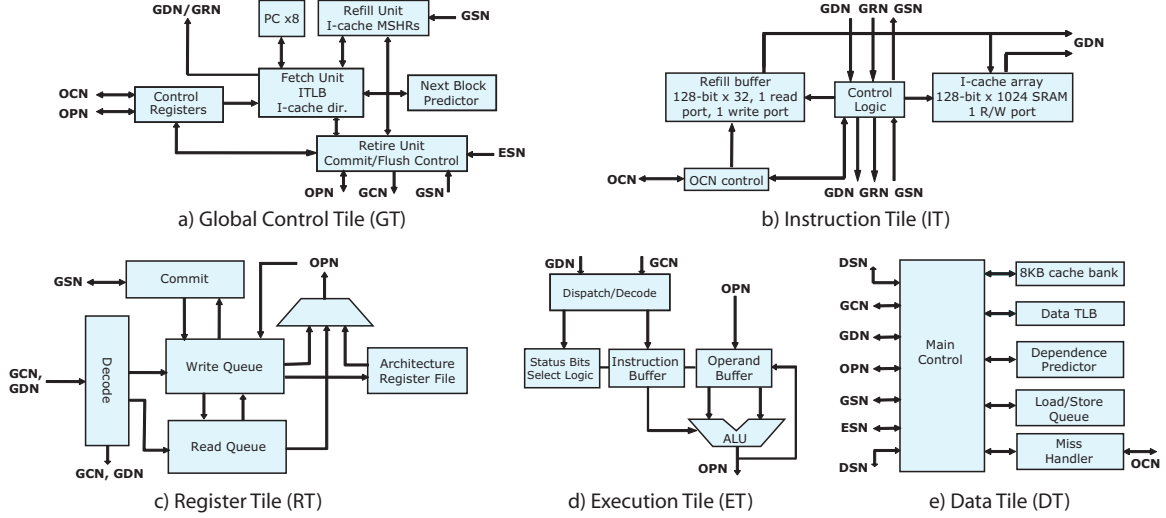 GDN/GRN
PC x8
Refill Unit
I-cache MSHRs
GSN
Fetch Unit
ITLB
I-cache dir.
Next Block
Predictor
OCN
OPN
Control
Registers
Retire Unit
Commit/Flush Control
ESN
OPN
GCN
GSN
a) Global Control Tile (GT)
GDN GRN GSN
GDN
Refill buffer
128-bit x 32, 1 read
port, 1 write port
Control
Logic
I-cache array
128-bit x 1024 SRAM
1 R/W port
OCN
OCN control
GDN GRN GSN
b) Instruction Tile (IT)
GSN
Commit
OPN
Decode
Write Queue
Architecture
Register File
GCN,
GDN
Read Queue
GCN, GDN
c) Register Tile (RT)
GDN
GCN
Dispatch/Decode
OPN
Status Bits
Select Logic
Instruction
Buffer
Operand
Buffer
ALU
OPN
d) Execution Tile (ET)
DSN
GCN
GDN
OPN
GSN
ESN
DSN
Main
Control
8KB cache bank
Data TLB
Dependence
Predictor
Load/Store
Queue
Miss
Handler
OCN
e) Data Tile (DT)